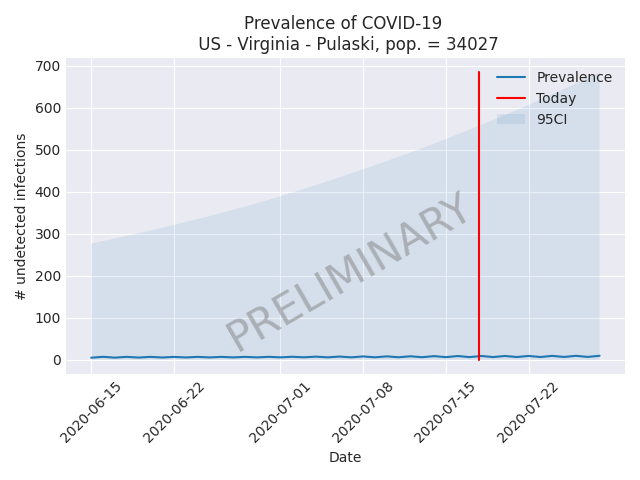 Prevalence of COVID-19
US - Virginia - Pulaski, pop. = 34027
700
600
500
400
300
200
100
0
# undetected infections
Prevalence
Today
95CI
PRELIMINARY
2020-06-15
2020-06-22
2020-07-01
2020-07-08
2020-07-15
2020-07-22
Date